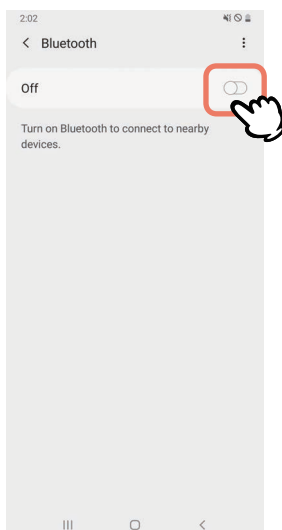 2:02
Bluetooth
Off
Turn on Bluetooth to connect to nearby
devices.